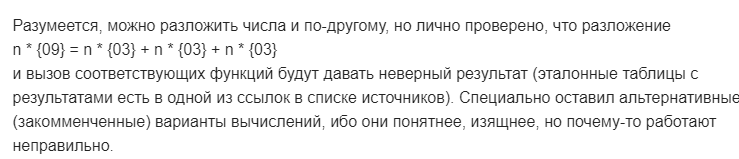 Разумеется, можно разложить числа и по-другому, но лично проверено, что разложение
n * {09} = n * {03} + n * {03} + n * {03}
и вызов соответствующих функций будут давать неверный результат (эталонные таблицы с
результатами есть в одной из ссылок в списке источников). Специально оставил альтернативные
(закомменченные) варианты вычислений, ибо они понятнее, изящнее, но почему-то работают
неправильно.